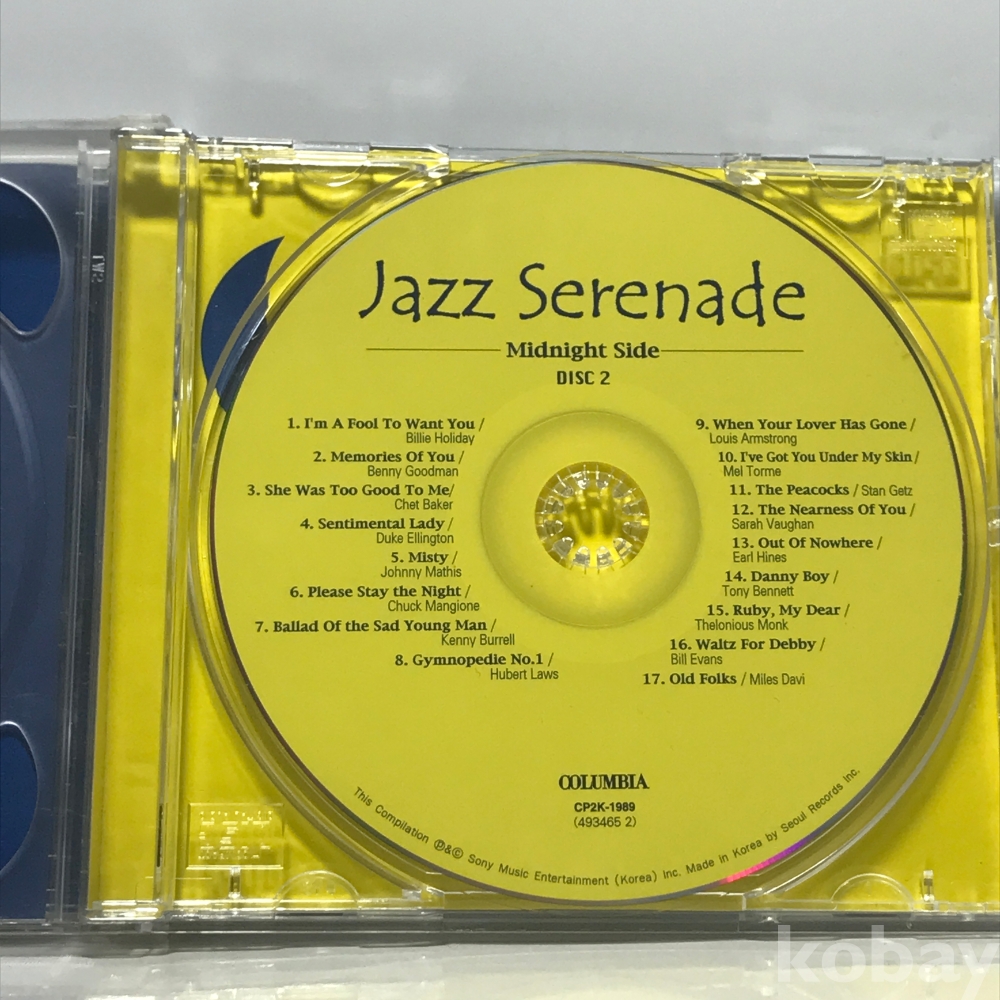 Jazz Serenade
Midnight Side
DISC 2
1. I'm A Fool To Want You /
Billie Holiday
2. Memories Of You /
Benny Goodman
3. She Was Too Good To Me/
Chet Baker
4. Sentimental Lady /
Duke Ellington
5. Misty /
Johnny Mathis
6. Please Stay the Night /
Chuck Mangione
7. Ballad Of the Sad Young Man /
Kenny Burrell
8. Gymnopedie No.1 /
Hubert Laws
9. When Your Lover Has Gone /
Louis Armstrong
10. I've Got You Under My Skin /
Mel Torme
11. The Peacocks / Stan Getz
12. The Nearness Of You /
Sarah Vaughan
13. Out Of Nowhere /
Earl Hines
14. Danny Boy /
Tony Bennett
15. Ruby, My Dear /
Thelonious Monk
16. Waltz For Debby /
Bill Evans
17. Old Folks / Miles Davi
COLUMBIA
CP2K-1989
(493465 2)
This Compilation ℗&© Sony Music Entertainment (Korea) Inc. Made in Korea by Seoul Records Inc.
kobay